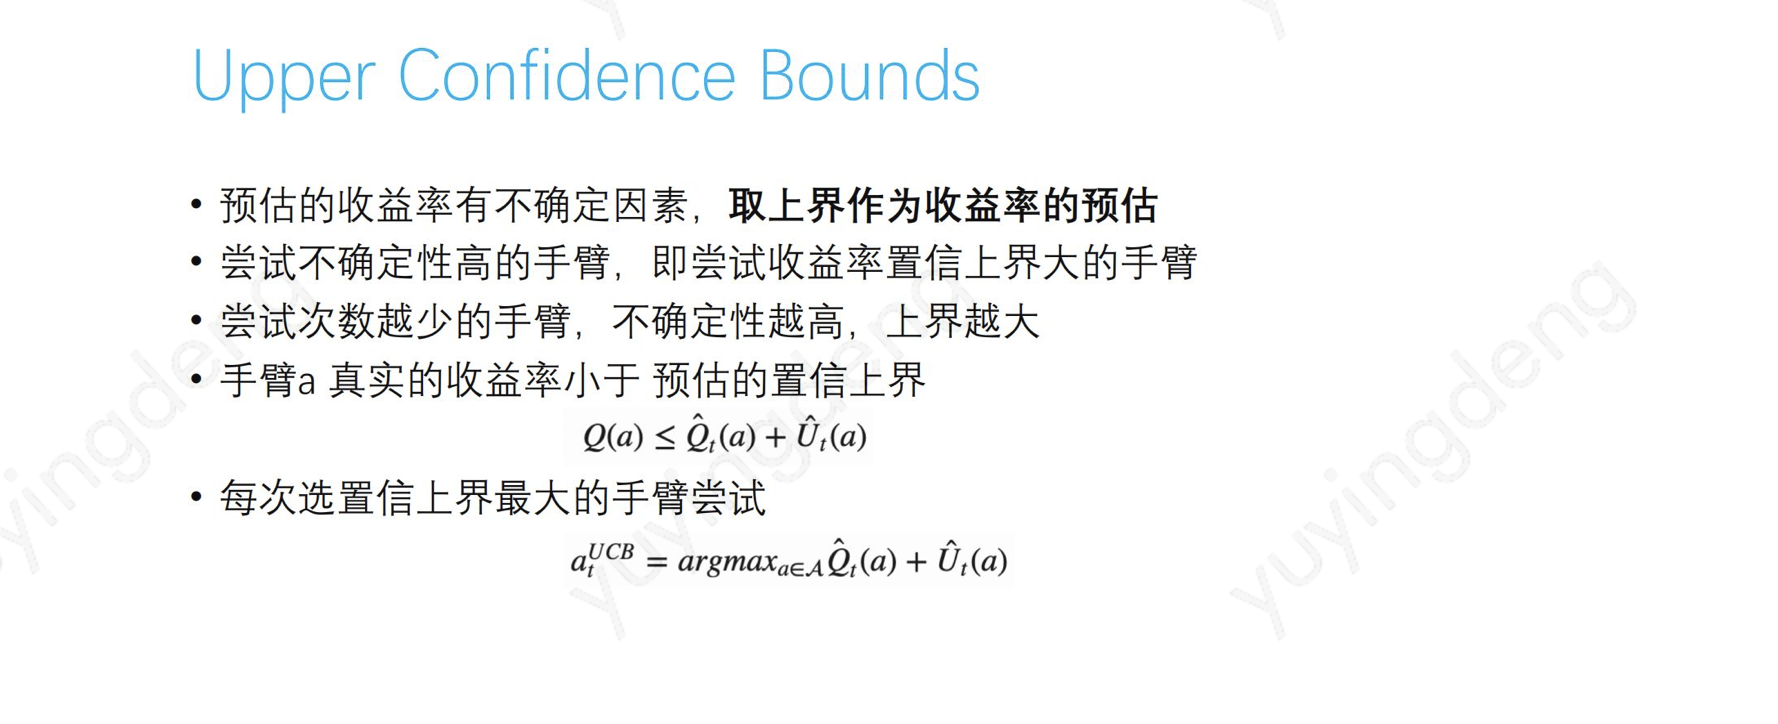 Upper Confidence Bounds
• 预估的收益率有不确定因素，取上界作为收益率的预估
• 尝试不确定性高的手臂，即尝试收益率置信上界大的手臂
• 尝试次数越少的手臂，不确定性越高，上界越大
• 手臂a 真实的收益率小于 预估的置信上界
Q(a) ≤ Q̂ₜ(a) + Ûₜ(a)
• 每次选置信上界最大的手臂尝试
aₜ^UCB = argmax_{a∈𝒜} Q̂ₜ(a) + Ûₜ(a)
yuyingdeng
yuyingdeng
yuyingdeng